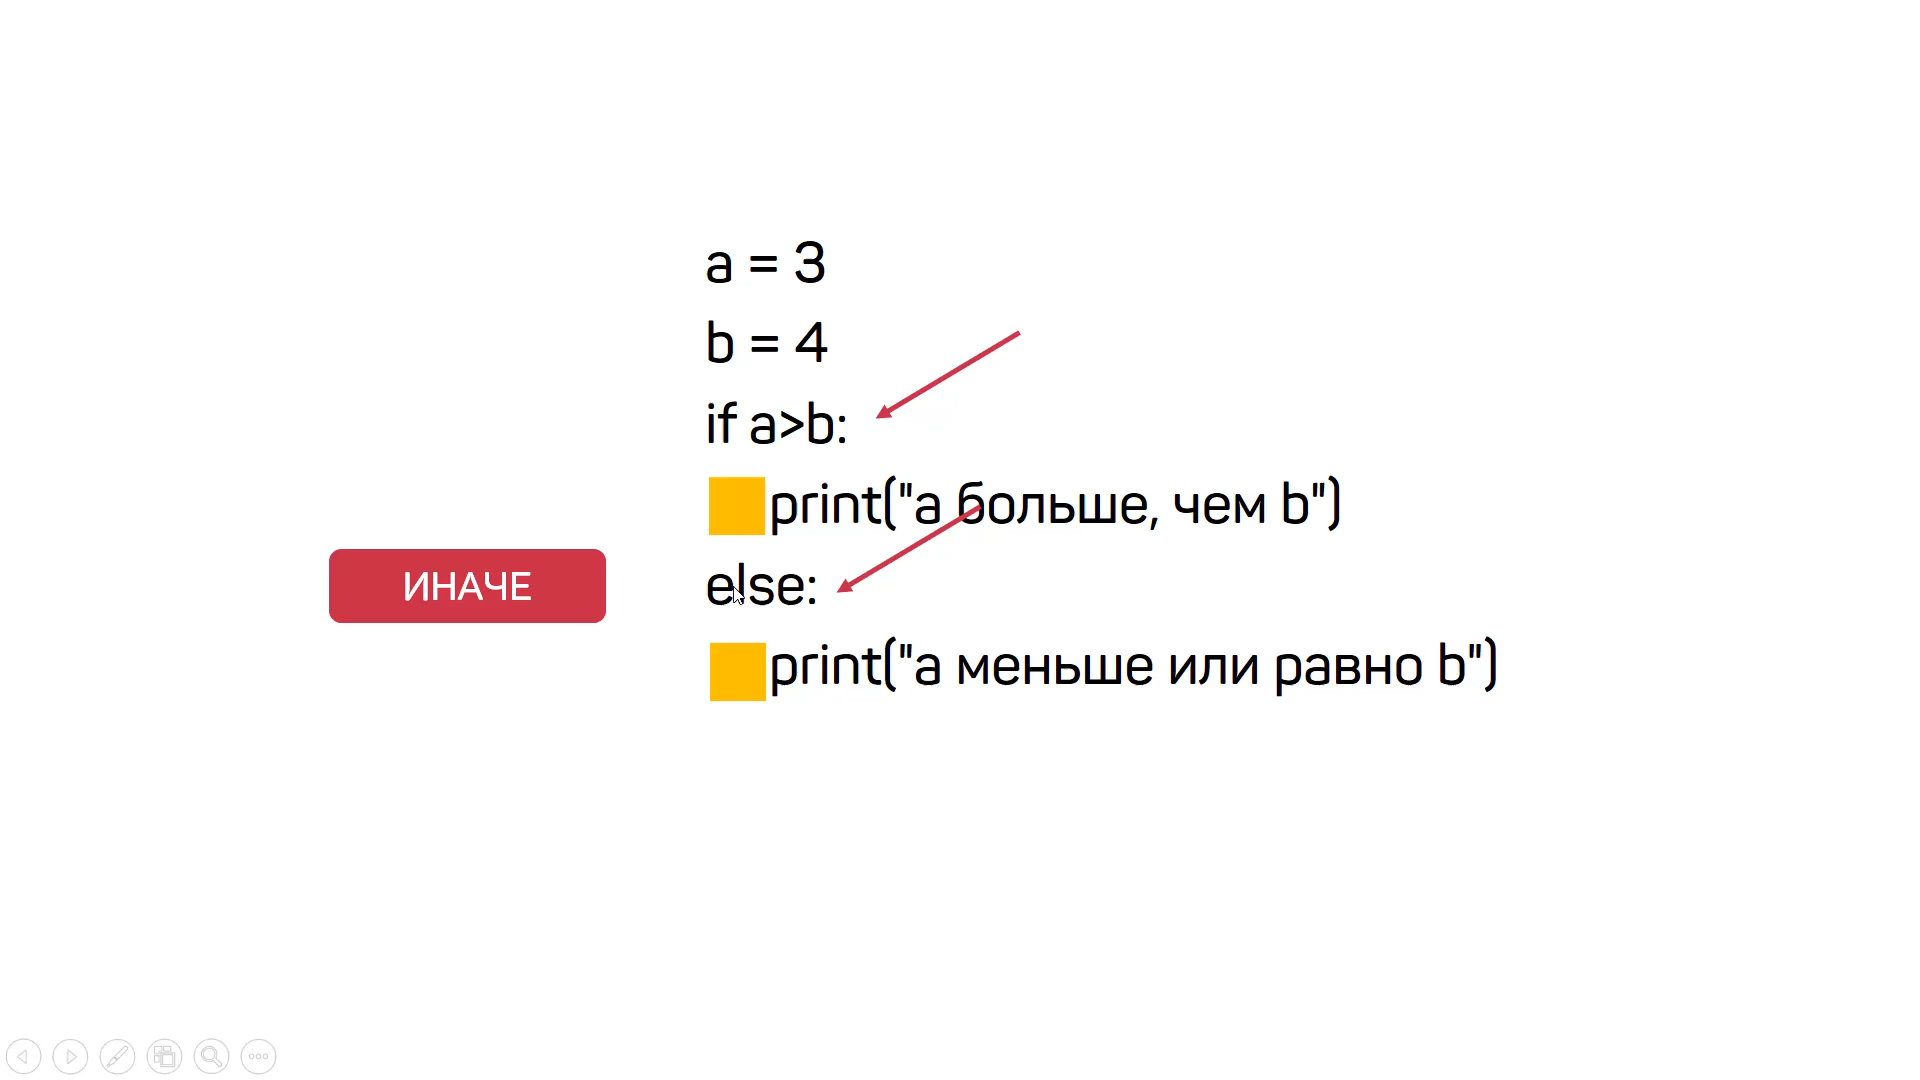 a = 3
b = 4
if a>b:
print("a больше, чем b")
ИНАЧЕ
else:
print("a меньше или равно b")